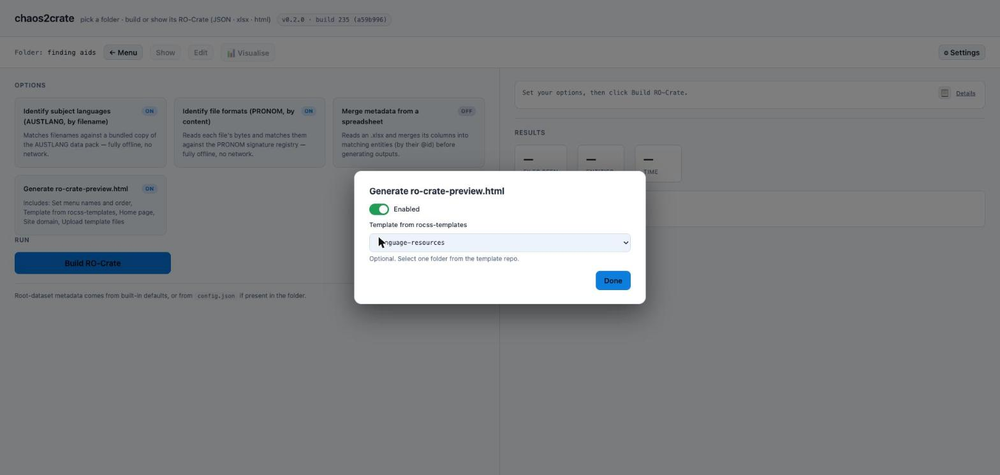 chaos2crate pick a folder · build or show its RO-Crate (JSON · xlsx · html) v0.2.0 · build 235 (a59b996)
Folder: finding aids ← Menu Show Edit Visualise Settings
OPTIONS
Identify subject languages (AUSTLANG, by filename) ON
Matches filenames against a bundled copy of
the AUSTLANG data pack — fully offline, no
network.
Identify file formats (PRONOM, by content) ON
Reads each file's bytes and matches them
against the PRONOM signature registry —
fully offline, no network.
Merge metadata from a spreadsheet OFF
Reads an .xlsx and merges its columns into
matching entities (by their @id) before
generating outputs.
Generate ro-crate-preview.html ON
Includes: Set menu names and order,
Template from rocss-templates, Home page,
Site domain, Upload template files
RUN
Build RO-Crate
Root-dataset metadata comes from built-in defaults, or from config.json if present in the folder.
Set your options, then click Build RO-Crate. Details
RESULTS
—
—
—
TIME
Generate ro-crate-preview.html
Enabled
Template from rocss-templates
Optional. Select one folder from the template repo.
Done